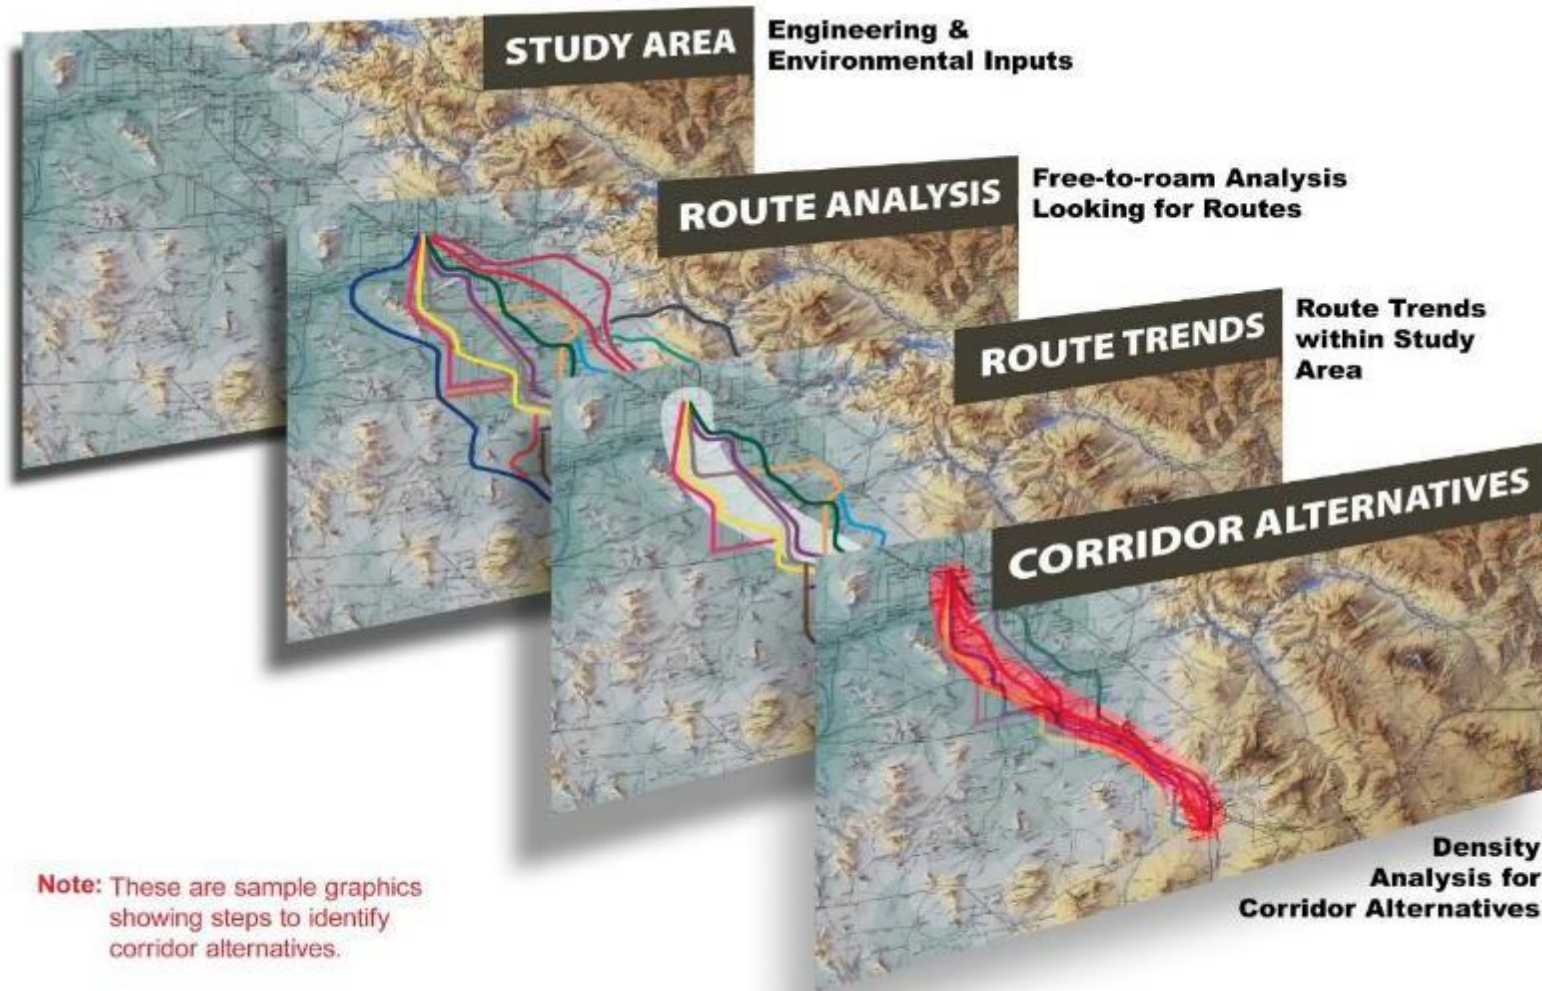 STUDY AREA
Engineering &
Environmental Inputs
ROUTE ANALYSIS
Free-to-roam Analysis
Looking for Routes
ROUTE TRENDS
Route Trends
within Study
Area
CORRIDOR ALTERNATIVES
Density
Analysis for
Corridor Alternatives
Note: These are sample graphics
showing steps to identify
corridor alternatives.